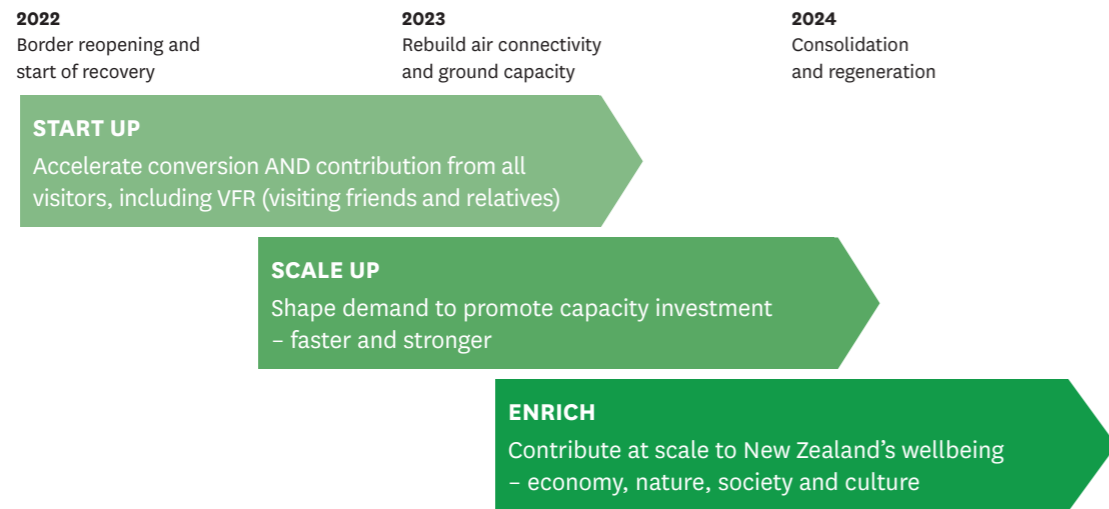 2022
Border reopening and
start of recovery
2023
Rebuild air connectivity
and ground capacity
2024
Consolidation
and regeneration
START UP
Accelerate conversion AND contribution from all
visitors, including VFR (visiting friends and relatives)
SCALE UP
Shape demand to promote capacity investment
– faster and stronger
ENRICH
Contribute at scale to New Zealand’s wellbeing
– economy, nature, society and culture